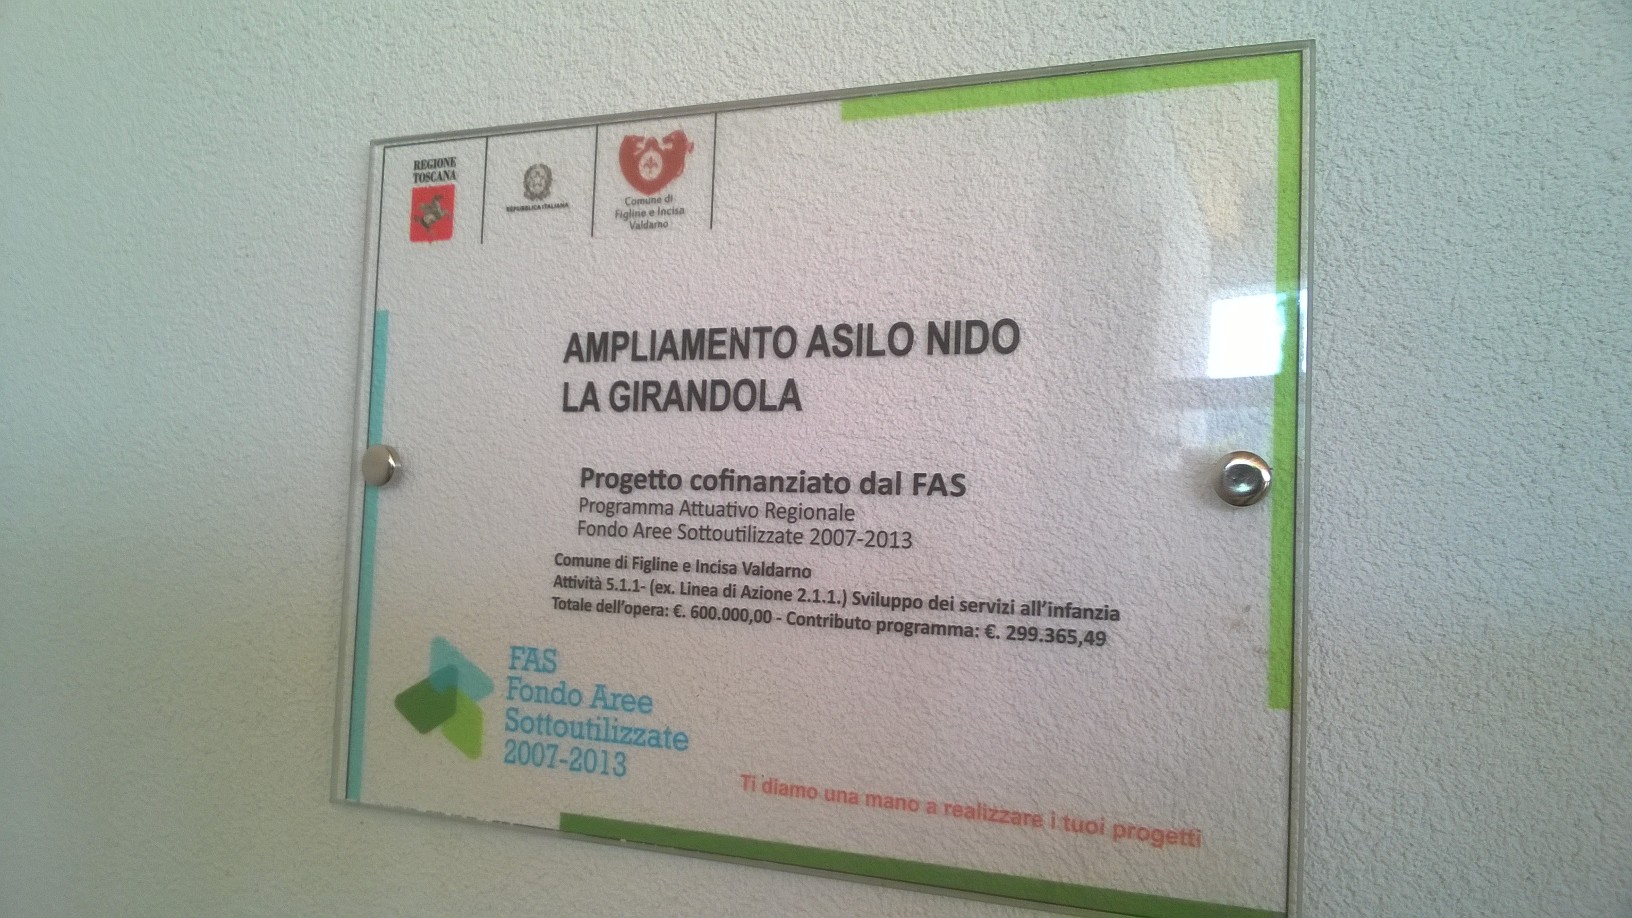 REGIONE
TOSCANA
REPUBBLICA ITALIANA
Comune di
Figline e Incisa
Valdarno
AMPLIAMENTO ASILO NIDO
LA GIRANDOLA
Progetto cofinanziato dal FAS
Programma Attuativo Regionale
Fondo Aree Sottoutilizzate 2007-2013
Comune di Figline e Incisa Valdarno
Attività 5.1.1- (ex. Linea di Azione 2.1.1.) Sviluppo dei servizi all'infanzia
Totale dell'opera: €. 600.000,00 - Contributo programma: €. 299.365,49
FAS
Fondo Aree
Sottoutilizzate
2007-2013
Ti diamo una mano a realizzare i tuoi progetti